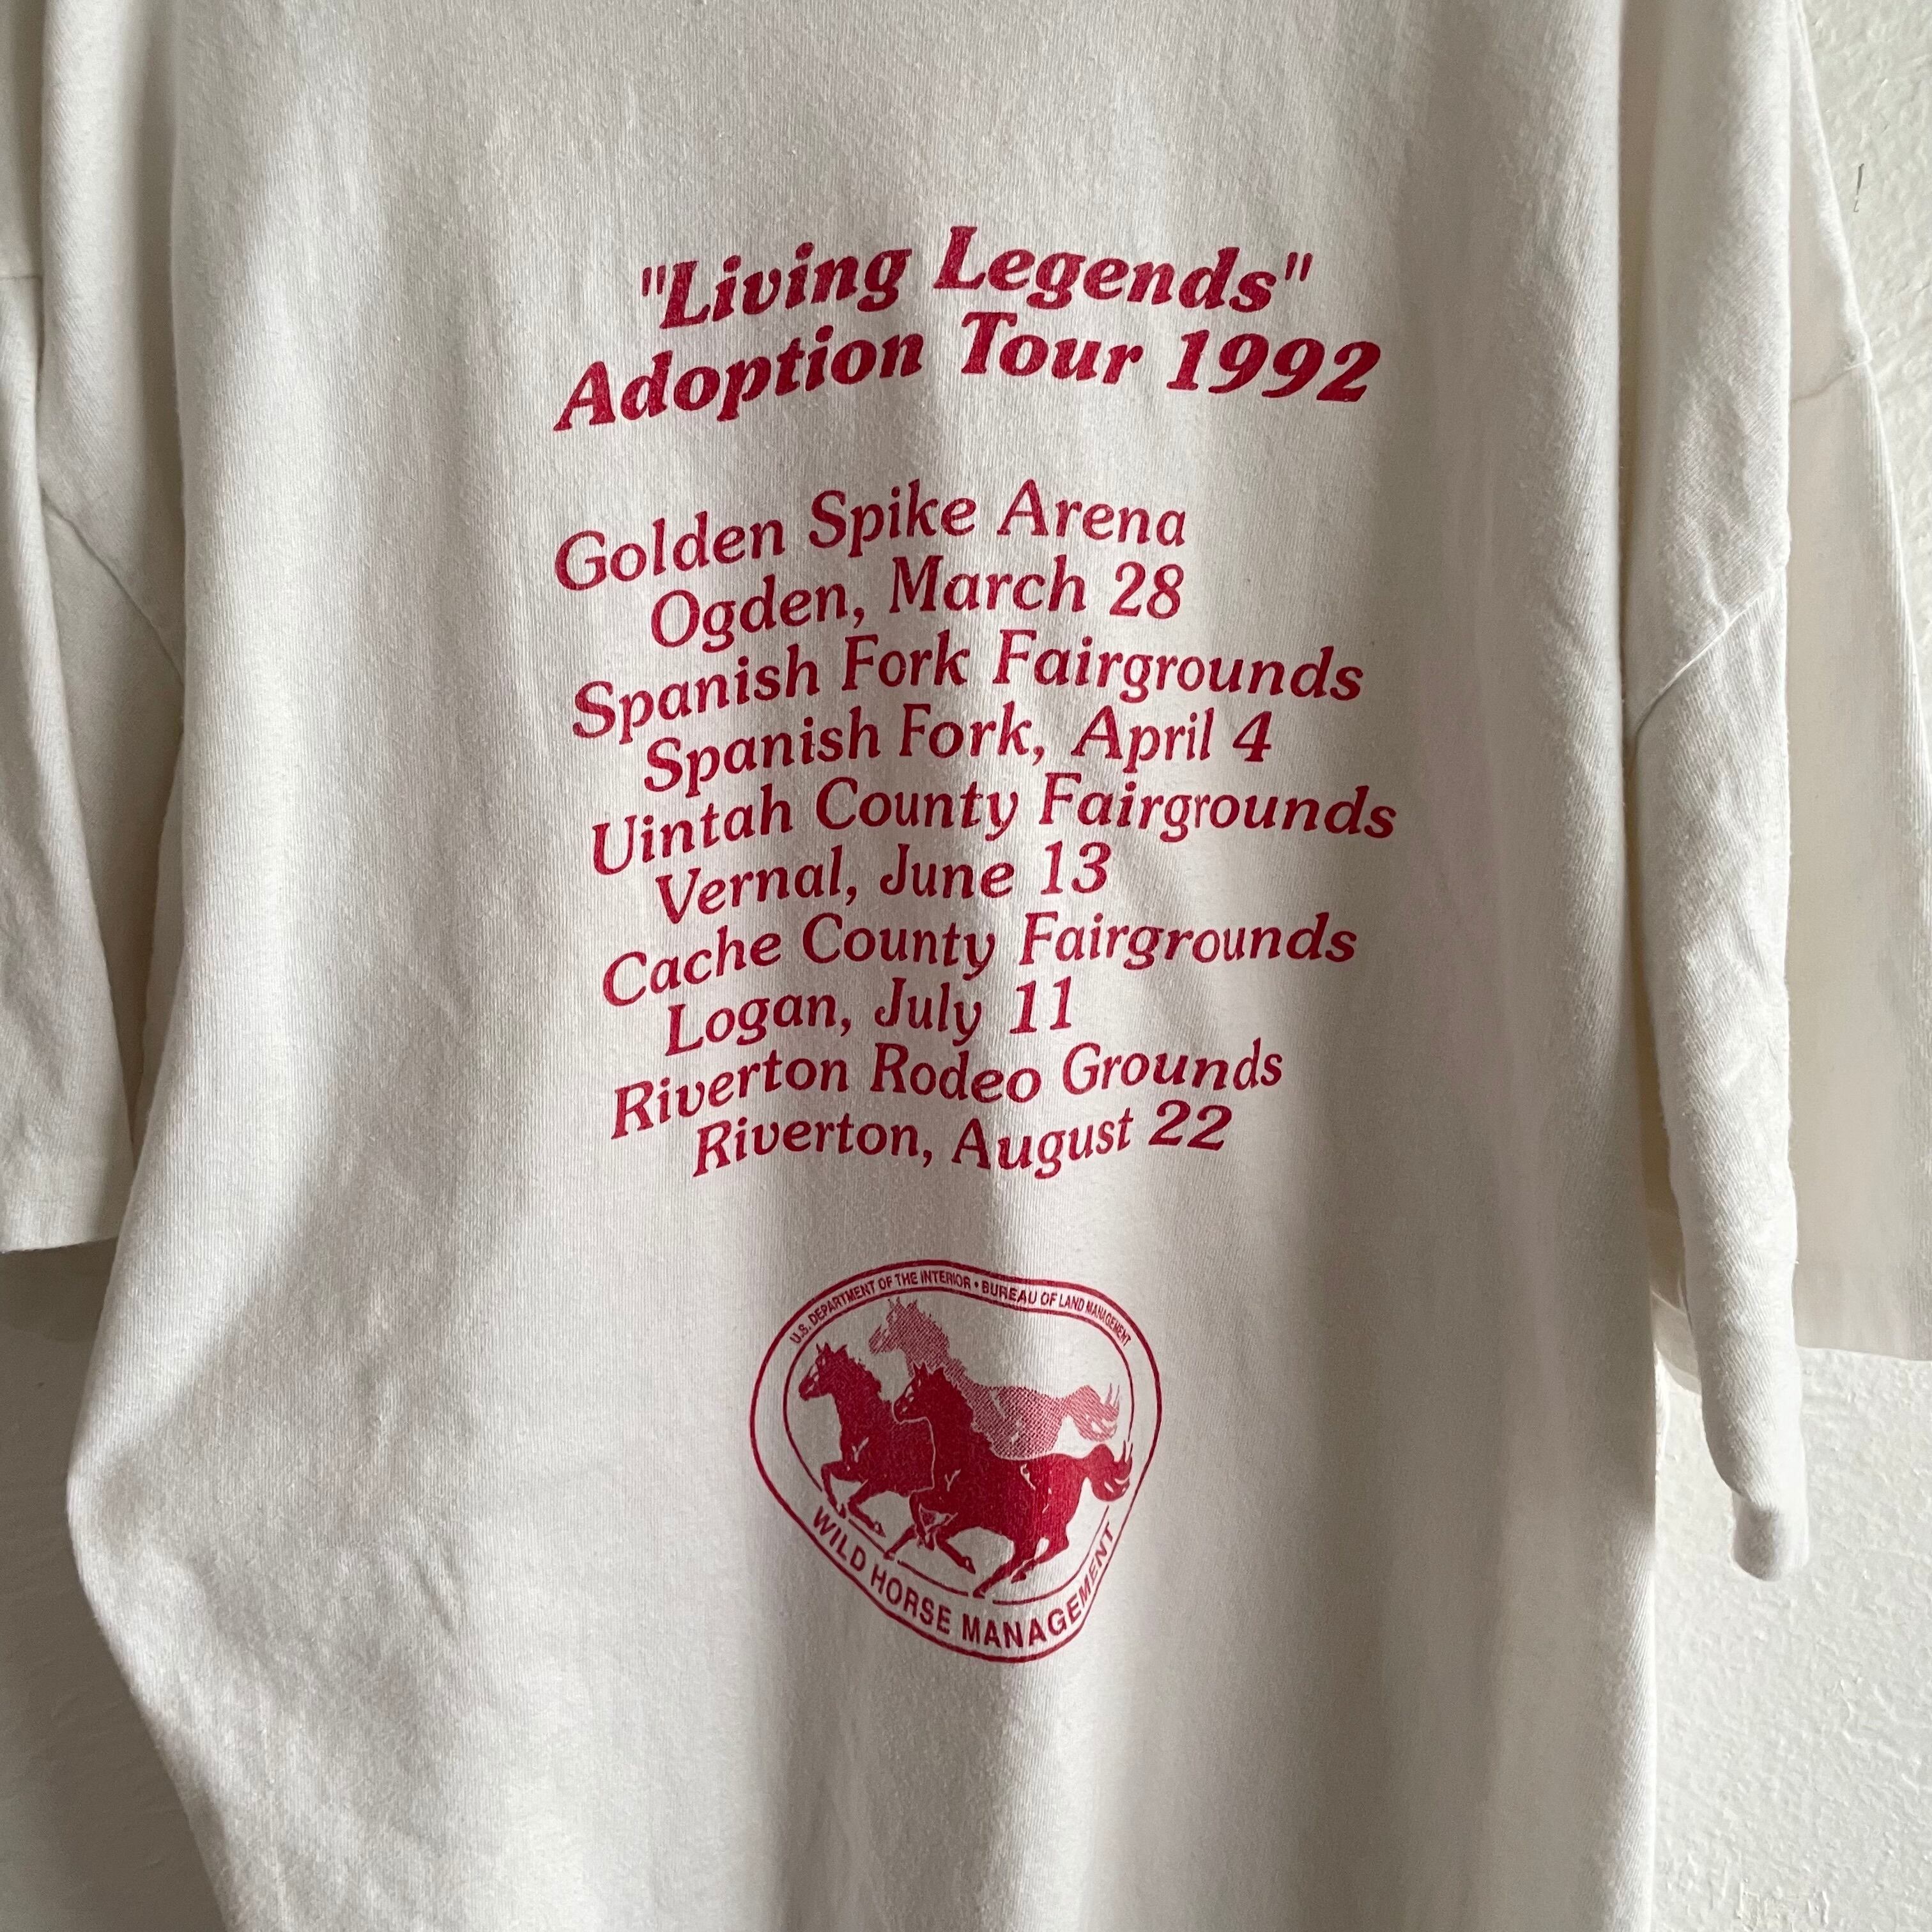 "Living Legends"
Adoption Tour 1992
Golden Spike Arena
Ogden, March 28
Spanish Fork Fairgrounds
Spanish Fork, April 4
Uintah County Fairgrounds
Vernal, June 13
Cache County Fairgrounds
Logan, July 11
Riverton Rodeo Grounds
Riverton, August 22
U.S. DEPARTMENT OF THE INTERIOR • BUREAU OF LAND MANAGEMENT
WILD HORSE MANAGEMENT